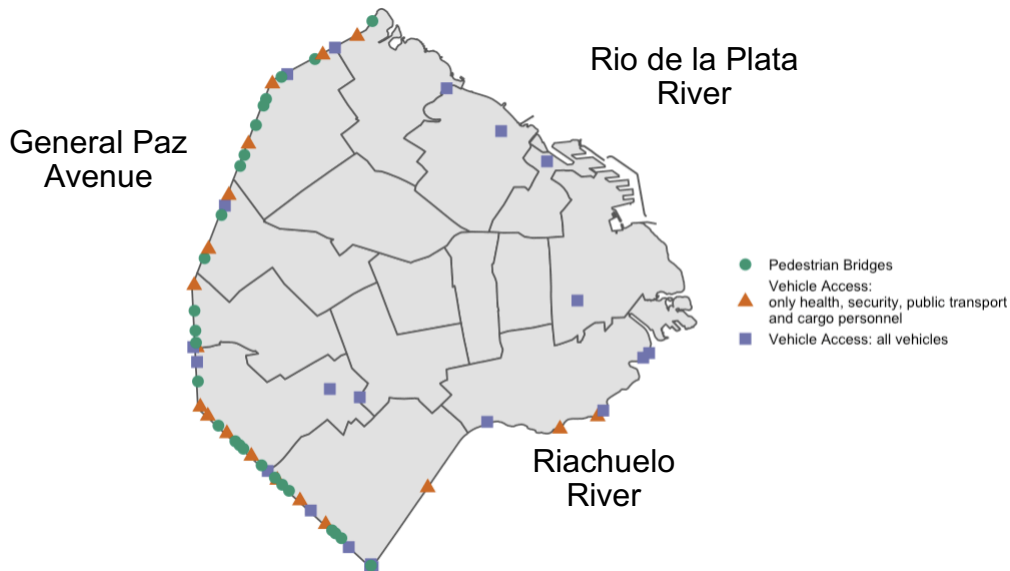 Rio de la Plata
River
General Paz
Avenue
Pedestrian Bridges
Vehicle Access:
only health, security, public transport
and cargo personnel
Vehicle Access: all vehicles
Riachuelo
River